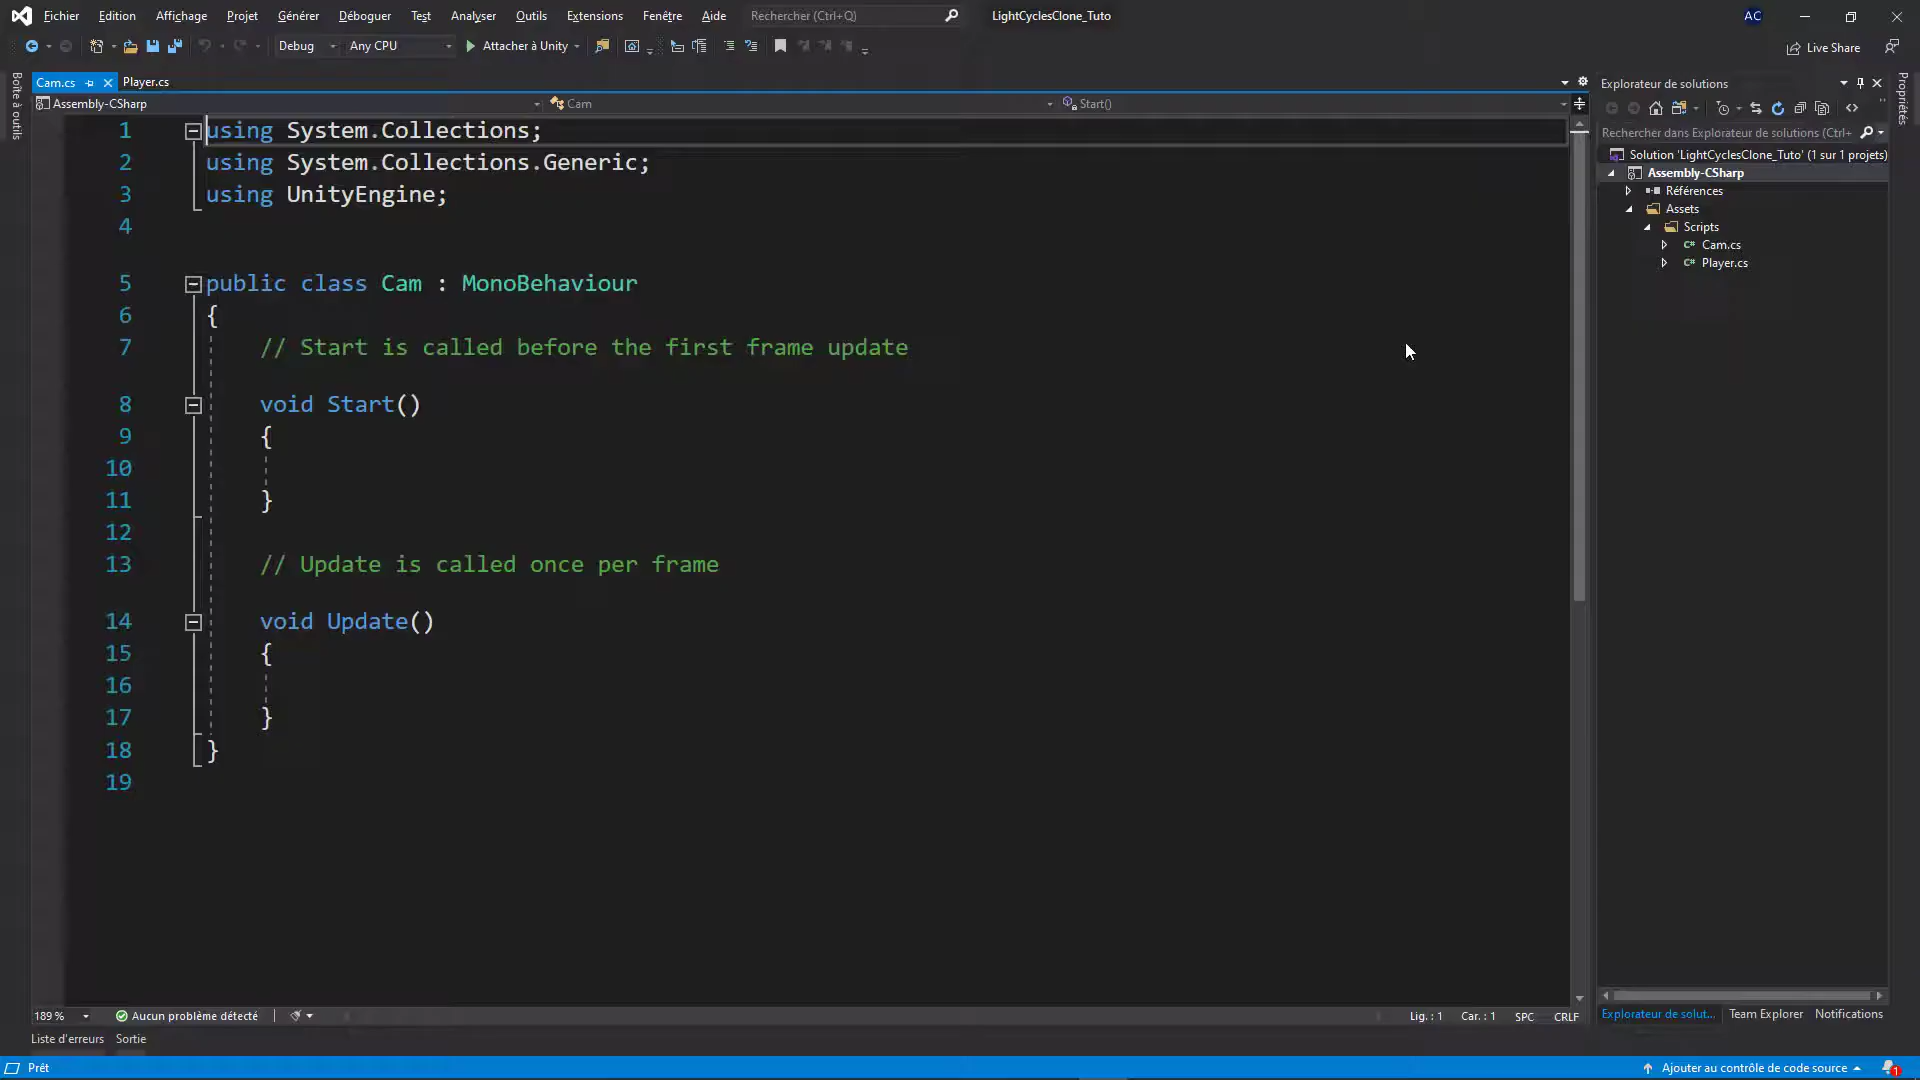 Fichier Edition Affichage Projet Générer Déboguer Test Analyser Outils Extensions Fenêtre Aide Rechercher (Ctrl+Q) LightCyclesClone_Tuto AC
Debug Any CPU Attacher à Unity Live Share
Boîte à outils
Cam.cs Player.cs
Assembly-CSharp Cam Start()
1 using System.Collections;
2 using System.Collections.Generic;
3 using UnityEngine;
4
5 public class Cam : MonoBehaviour
6 {
7 // Start is called before the first frame update
8 void Start()
9 {
10
11 }
12
13 // Update is called once per frame
14 void Update()
15 {
16
17 }
18 }
19
189 % Aucun problème détecté Lig. : 1 Car. : 1 SPC CRLF
Explorateur de solutions
Rechercher dans Explorateur de solutions (Ctrl+
Solution 'LightCyclesClone_Tuto' (1 sur 1 projets)
Assembly-CSharp
Références
Assets
Scripts
C# Cam.cs
C# Player.cs
Propriétés
Explorateur de solut... Team Explorer Notifications
Liste d'erreurs Sortie
Prêt Ajouter au contrôle de code source 1